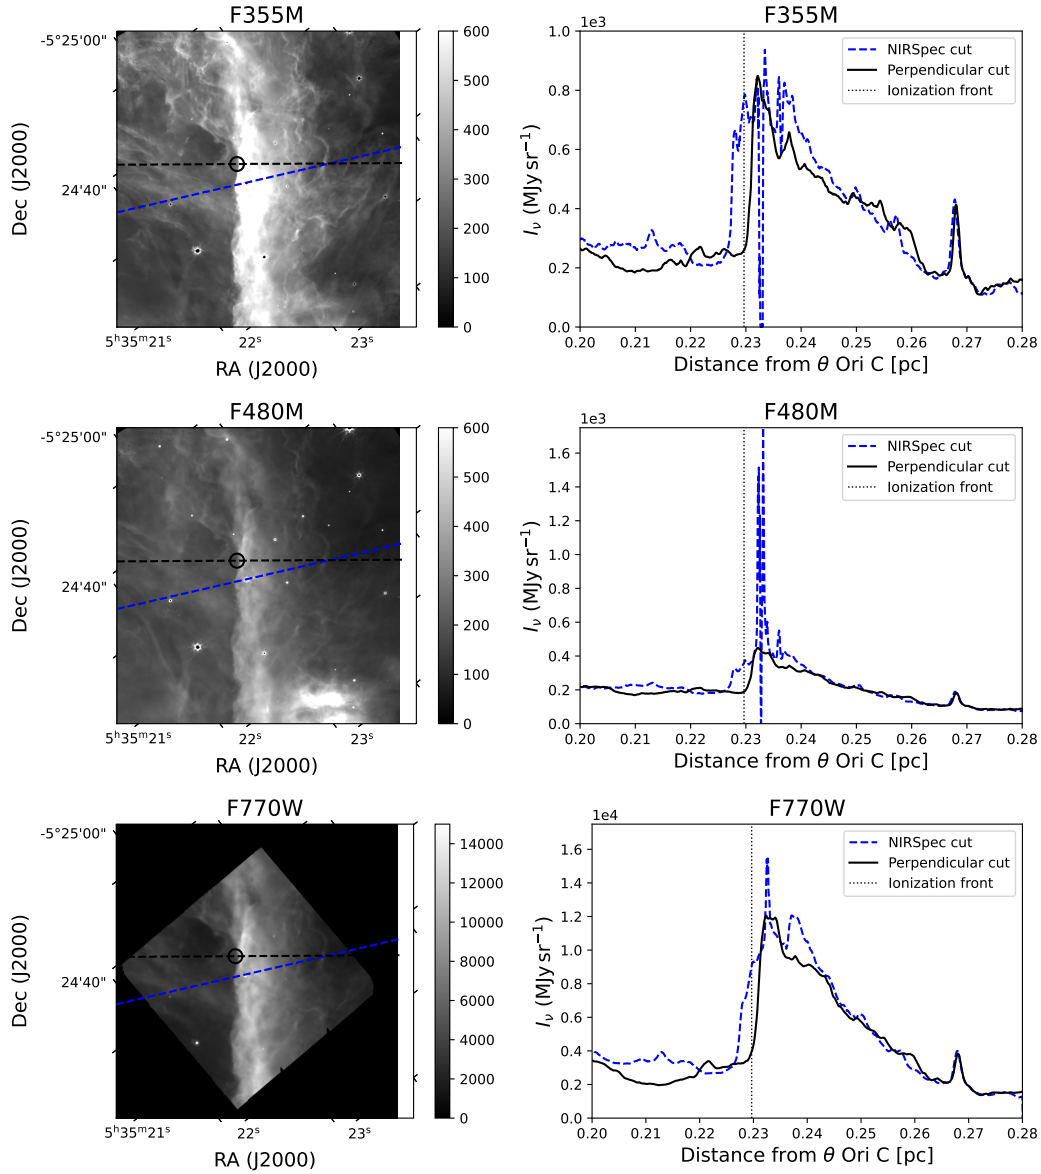 F355M
-5°25'00"
24'40"
Dec (J2000)
5ʰ35ᵐ21ˢ 22ˢ 23ˢ
RA (J2000)
600
500
400
300
200
100
0
F355M
1e3
1.0
0.8
0.6
0.4
0.2
0.0
I_ν (MJy sr⁻¹)
NIRSpec cut
Perpendicular cut
Ionization front
0.20 0.21 0.22 0.23 0.24 0.25 0.26 0.27 0.28
Distance from θ Ori C [pc]
F480M
-5°25'00"
24'40"
Dec (J2000)
5ʰ35ᵐ21ˢ 22ˢ 23ˢ
RA (J2000)
600
500
400
300
200
100
0
F480M
1e3
1.6
1.4
1.2
1.0
0.8
0.6
0.4
0.2
0.0
I_ν (MJy sr⁻¹)
NIRSpec cut
Perpendicular cut
Ionization front
0.20 0.21 0.22 0.23 0.24 0.25 0.26 0.27 0.28
Distance from θ Ori C [pc]
F770W
-5°25'00"
24'40"
Dec (J2000)
5ʰ35ᵐ21ˢ 22ˢ 23ˢ
RA (J2000)
14000
12000
10000
8000
6000
4000
2000
0
F770W
1e4
1.6
1.4
1.2
1.0
0.8
0.6
0.4
0.2
0.0
I_ν (MJy sr⁻¹)
NIRSpec cut
Perpendicular cut
Ionization front
0.20 0.21 0.22 0.23 0.24 0.25 0.26 0.27 0.28
Distance from θ Ori C [pc]